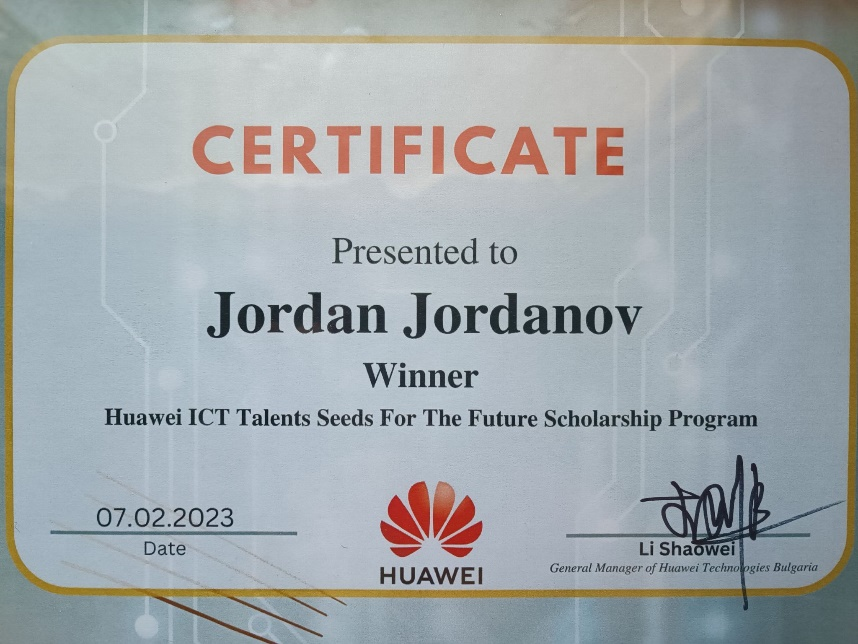 CERTIFICATE
Presented to
Jordan Jordanov
Winner
Huawei ICT Talents Seeds For The Future Scholarship Program
07.02.2023
Date
HUAWEI
Li Shaowei
General Manager of Huawei Technologies Bulgaria